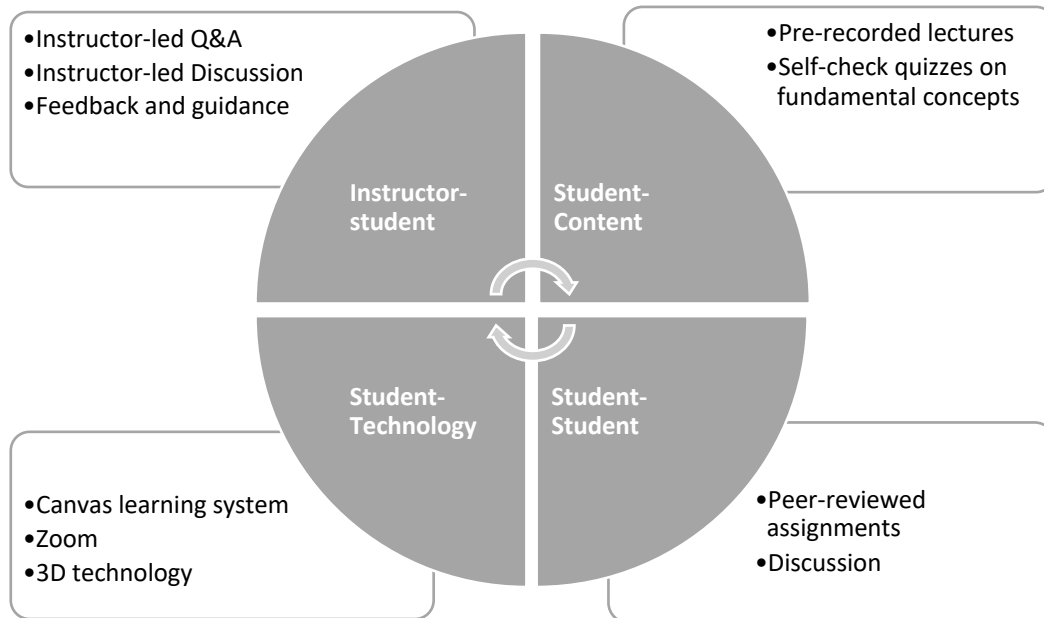 •Instructor-led Q&A
•Instructor-led Discussion
•Feedback and guidance
•Pre-recorded lectures
•Self-check quizzes on
fundamental concepts
Instructor-
student
Student-
Content
Student-
Technology
Student-
Student
•Canvas learning system
•Zoom
•3D technology
•Peer-reviewed
assignments
•Discussion